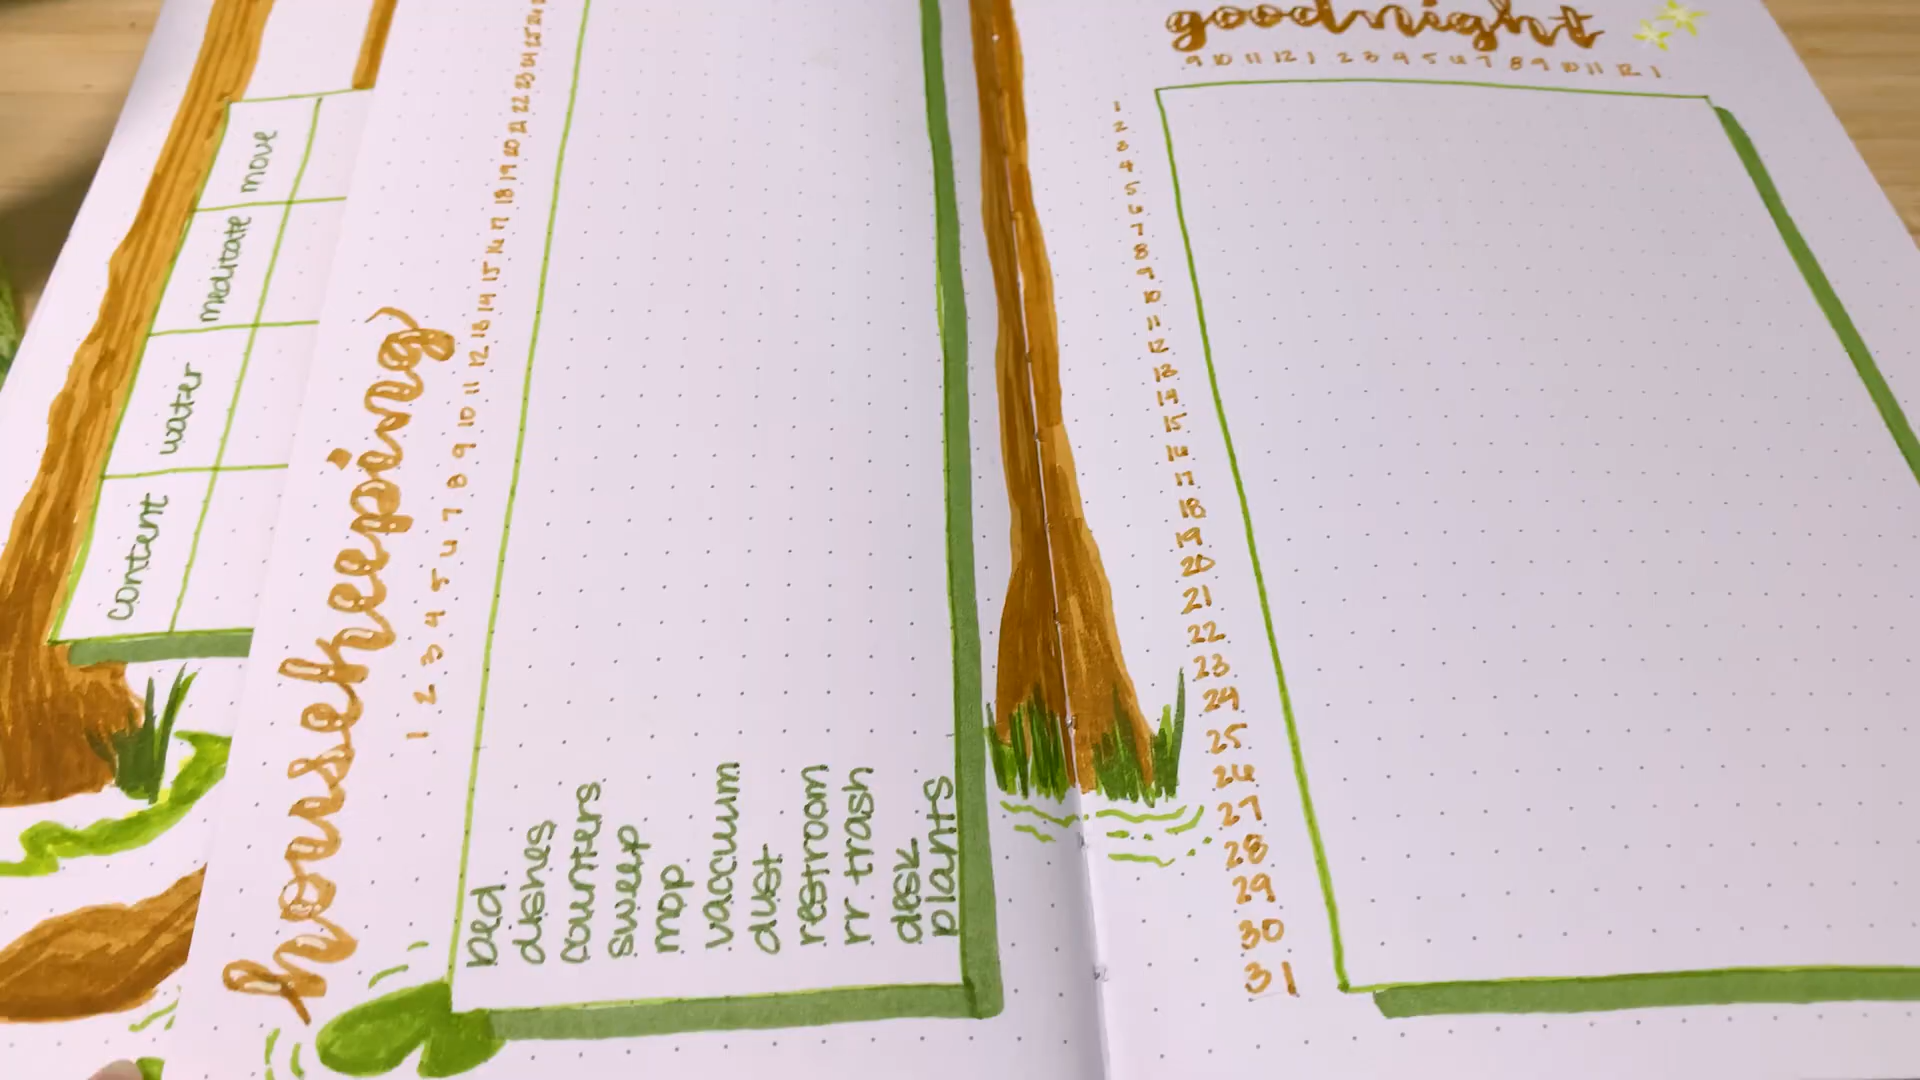 move
meditate
water
content
housekeeping
1 2 3 4 5 6 7 8 9 10 11 12 13 14 15 16 17 18 19 20 21 22 23 24 25 26
bed
dishes
counters
sweep
mop
vaccuum
dust
restroom
rr trash
desk
plants
goodnight
9 10 11 12 1 2 3 4 5 6 7 8 9 10 11 12 1
1
2
3
4
5
6
7
8
9
10
11
12
13
14
15
16
17
18
19
20
21
22
23
24
25
26
27
28
29
30
31